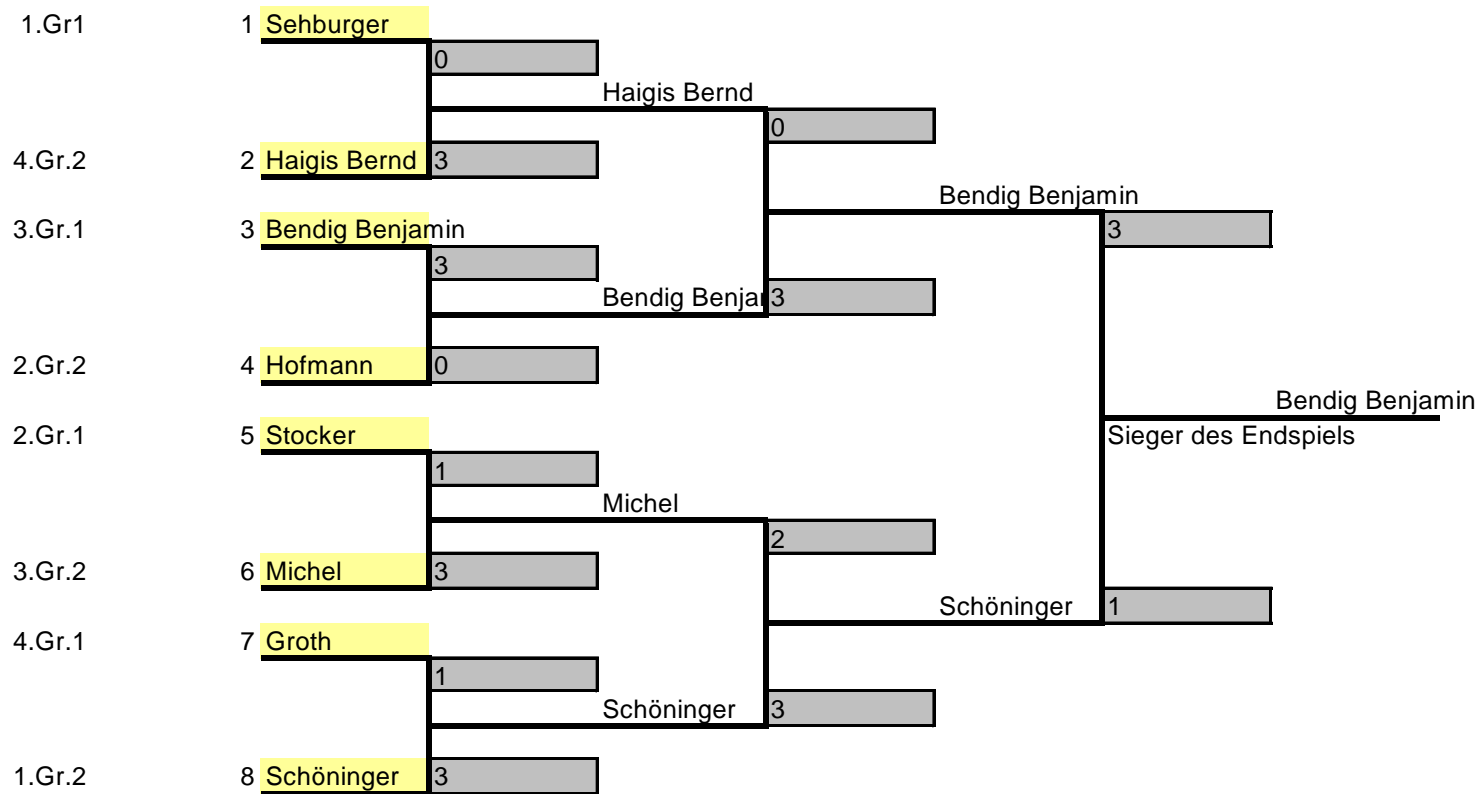 1.Gr1 1 Sehburger
0
Haigis Bernd
0
4.Gr.2 2 Haigis Bernd 3
Bendig Benjamin
3.Gr.1 3 Bendig Benjamin 3
3
Bendig Benjar 3
2.Gr.2 4 Hofmann 0
Bendig Benjamin
2.Gr.1 5 Stocker Sieger des Endspiels
1
Michel
2
3.Gr.2 6 Michel 3
Schöninger 1
4.Gr.1 7 Groth
1
Schöninger 3
1.Gr.2 8 Schöninger 3